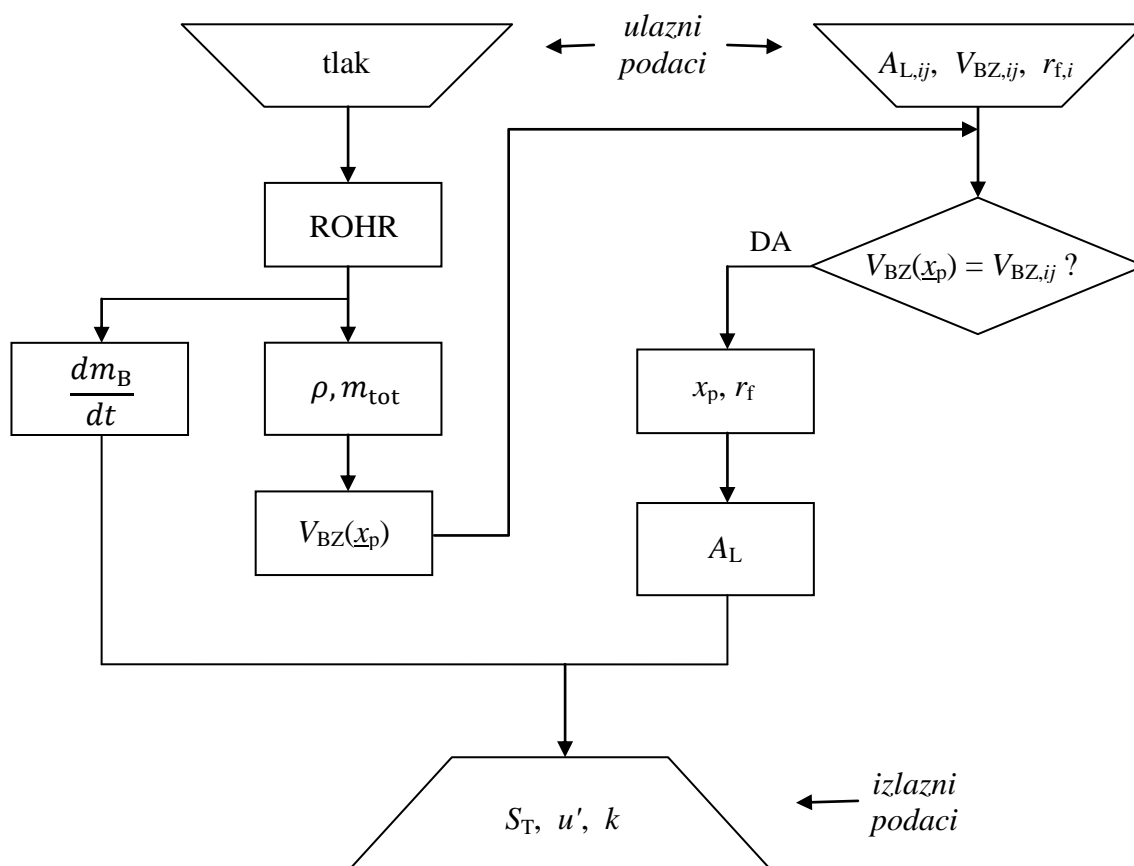 tlak
ulazni
podaci
A_L,ij, V_BZ,ij, r_f,i
ROHR
DA
V_BZ(x_p) = V_BZ,ij ?
dm_B
dt
ρ, m_tot
x_p, r_f
V_BZ(x_p)
A_L
S_T, u', k
izlazni
podaci